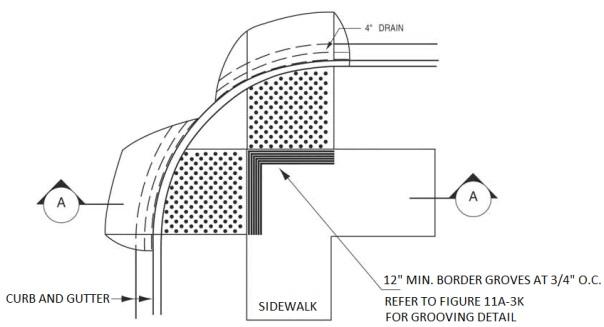 4" DRAIN
A
A
12" MIN. BORDER GROVES AT 3/4" O.C.
CURB AND GUTTER
REFER TO FIGURE 11A-3K
SIDEWALK
FOR GROOVING DETAIL